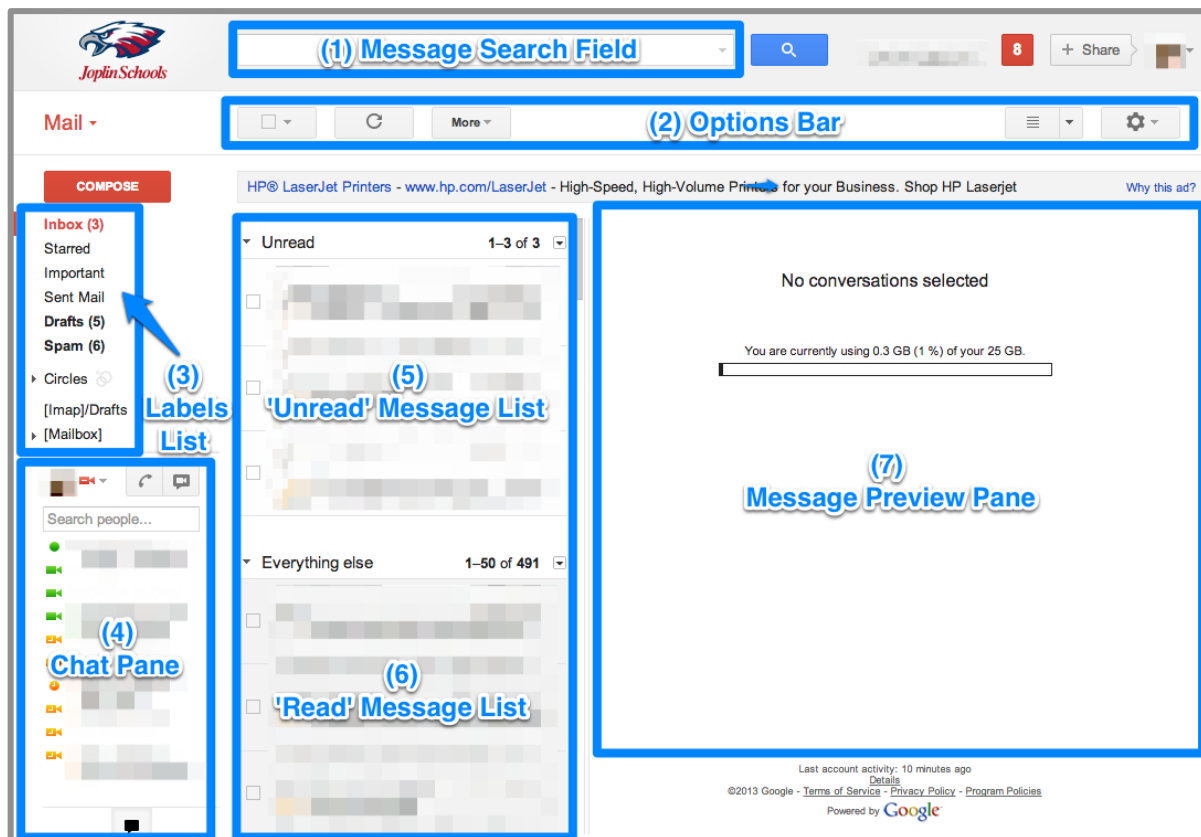 Joplin Schools
(1) Message Search Field
8
+ Share
Mail
More
(2) Options Bar
COMPOSE
HP® LaserJet Printers - www.hp.com/LaserJet - High-Speed, High-Volume Printers for your Business. Shop HP Laserjet
Why this ad?
Inbox (3)
Starred
Important
Sent Mail
Drafts (5)
Spam (6)
Circles
[Imap]/Drafts
[Mailbox]
(3)
Labels
List
Search people...
(4)
Chat Pane
Unread
1–3 of 3
(5)
'Unread' Message List
Everything else
1–50 of 491
(6)
'Read' Message List
No conversations selected
You are currently using 0.3 GB (1 %) of your 25 GB.
(7)
Message Preview Pane
Last account activity: 10 minutes ago
Details
©2013 Google - Terms of Service - Privacy Policy - Program Policies
Powered by Google